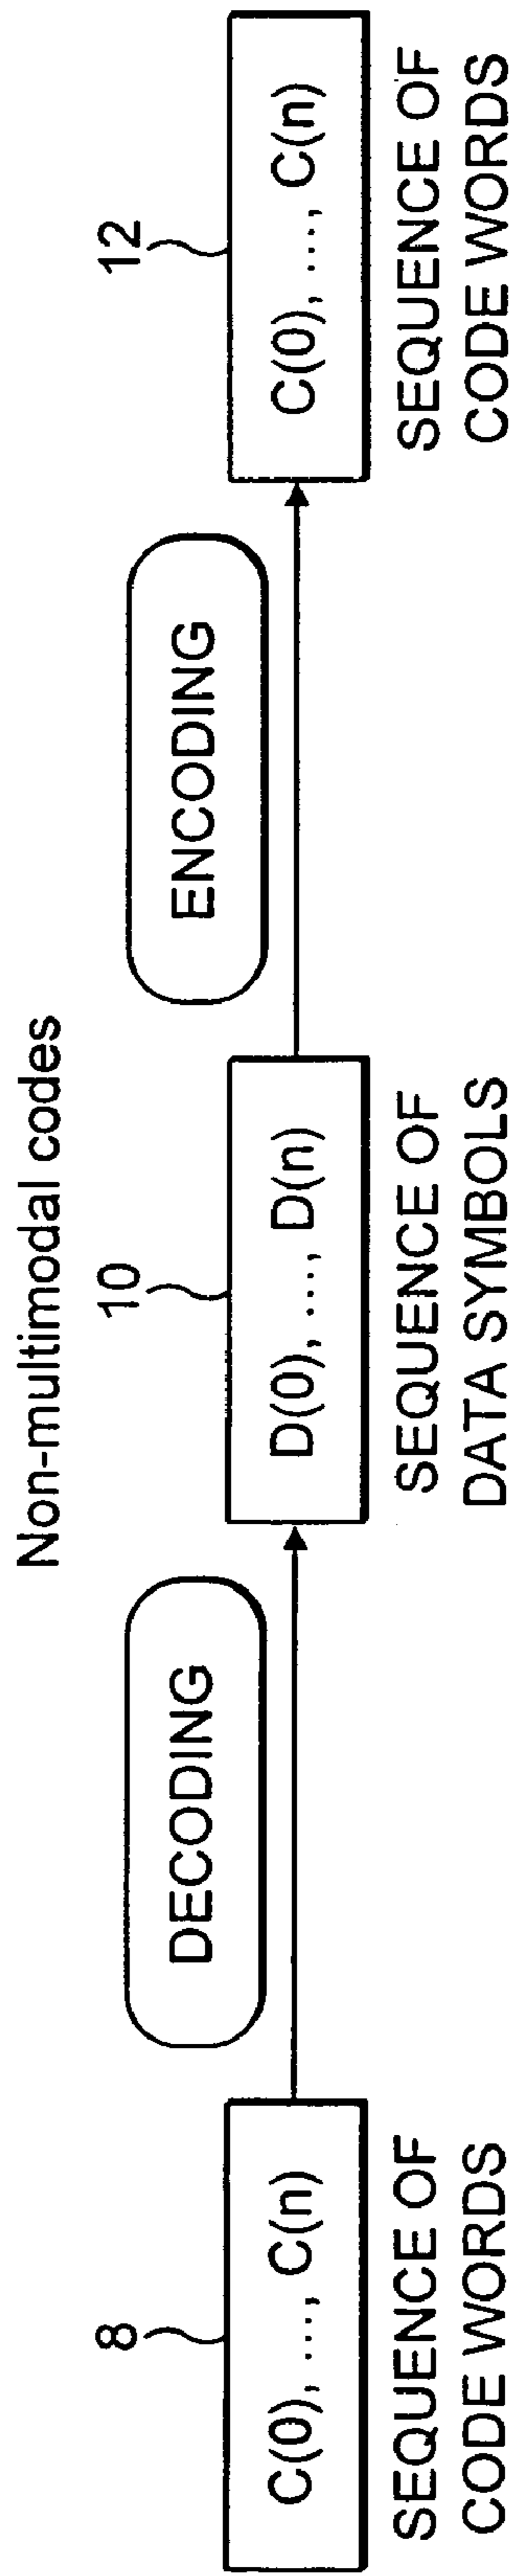 Non-multimodal codes
8
C(0), ..., C(n)
SEQUENCE OF
CODE WORDS
DECODING
10
D(0), ..., D(n)
SEQUENCE OF
DATA SYMBOLS
ENCODING
12
C(0), ..., C(n)
SEQUENCE OF
CODE WORDS